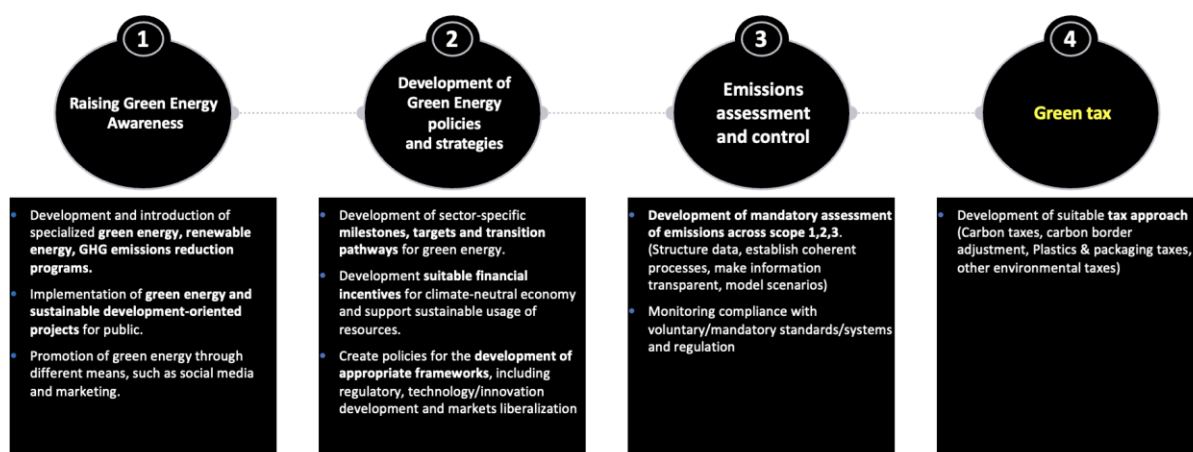 1
Raising Green Energy
Awareness
• Development and introduction of
specialized green energy, renewable
energy, GHG emissions reduction
programs.
• Implementation of green energy and
sustainable development-oriented
projects for public.
• Promotion of green energy through
different means, such as social media
and marketing.
2
Development of
Green Energy
policies
and strategies
• Development of sector-specific
milestones, targets and transition
pathways for green energy.
• Development suitable financial
incentives for climate-neutral economy
and support sustainable usage of
resources.
• Create policies for the development of
appropriate frameworks, including
regulatory, technology/innovation
development and markets liberalization
3
Emissions
assessment
and control
• Development of mandatory assessment
of emissions across scope 1,2,3.
(Structure data, establish coherent
processes, make information
transparent, model scenarios)
• Monitoring compliance with
voluntary/mandatory standards/systems
and regulation
4
Green tax
• Development of suitable tax approach
(Carbon taxes, carbon border
adjustment, Plastics & packaging taxes,
other environmental taxes)